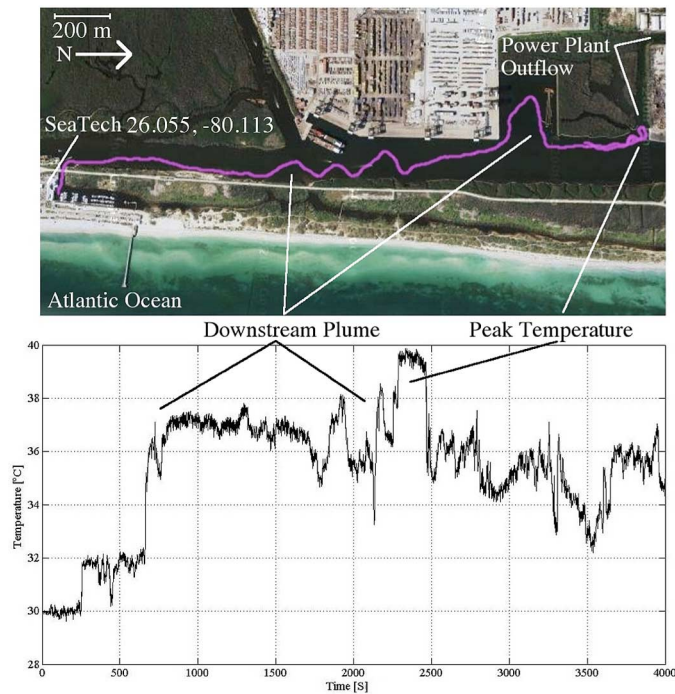 200 m
N
Power Plant
Outflow
SeaTech 26.055, -80.113
Atlantic Ocean
Downstream Plume
Peak Temperature
40
38
36
34
32
30
28
Temperature [°C]
0 500 1000 1500 2000 2500 3000 3500 4000
Time [S]